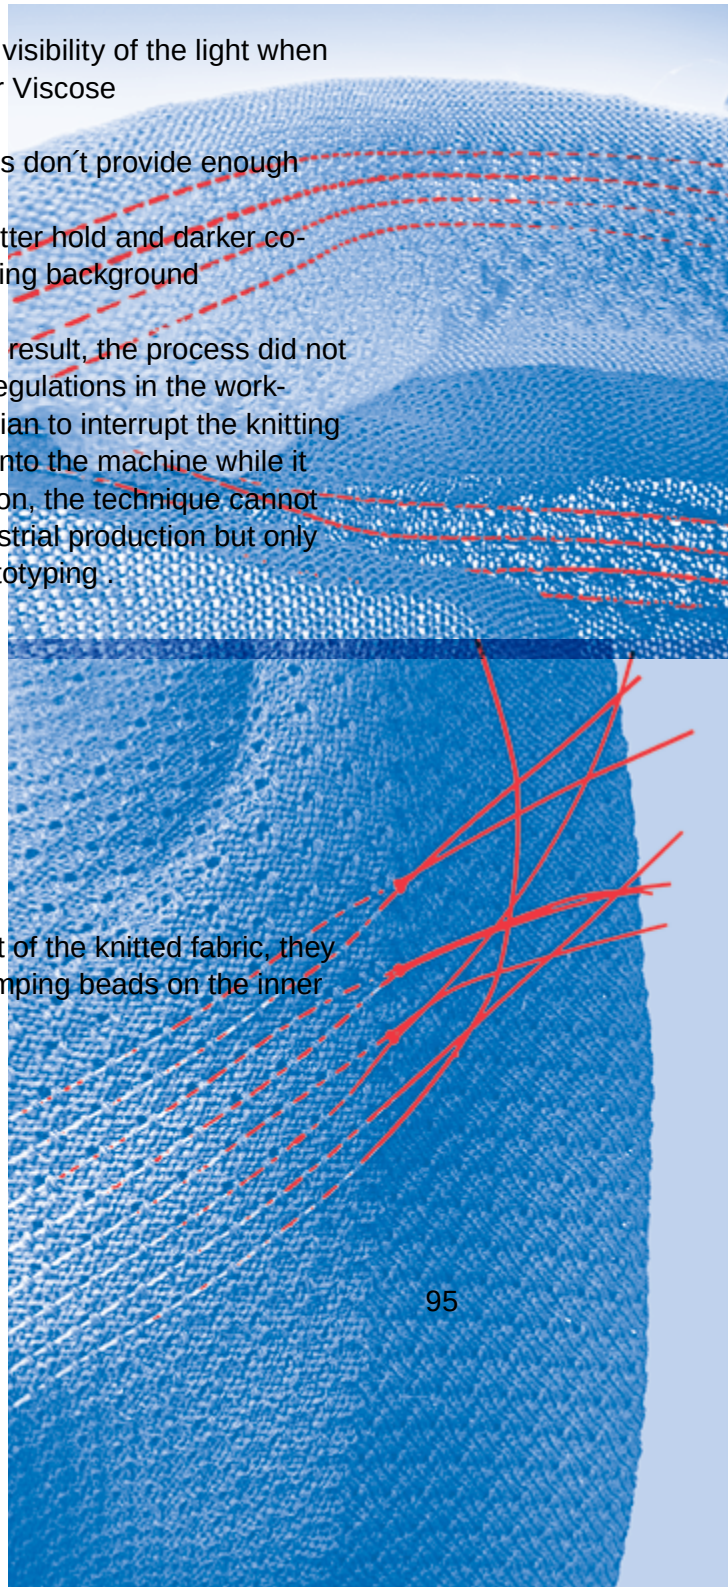 visibility of the light when
Viscose
s don´t provide enough
tter hold and darker co-
ing background
result, the process did not
egulations in the work-
ian to interrupt the knitting
nto the machine while it
on, the technique cannot
strial production but only
totyping .
t of the knitted fabric, they
mping beads on the inner
95